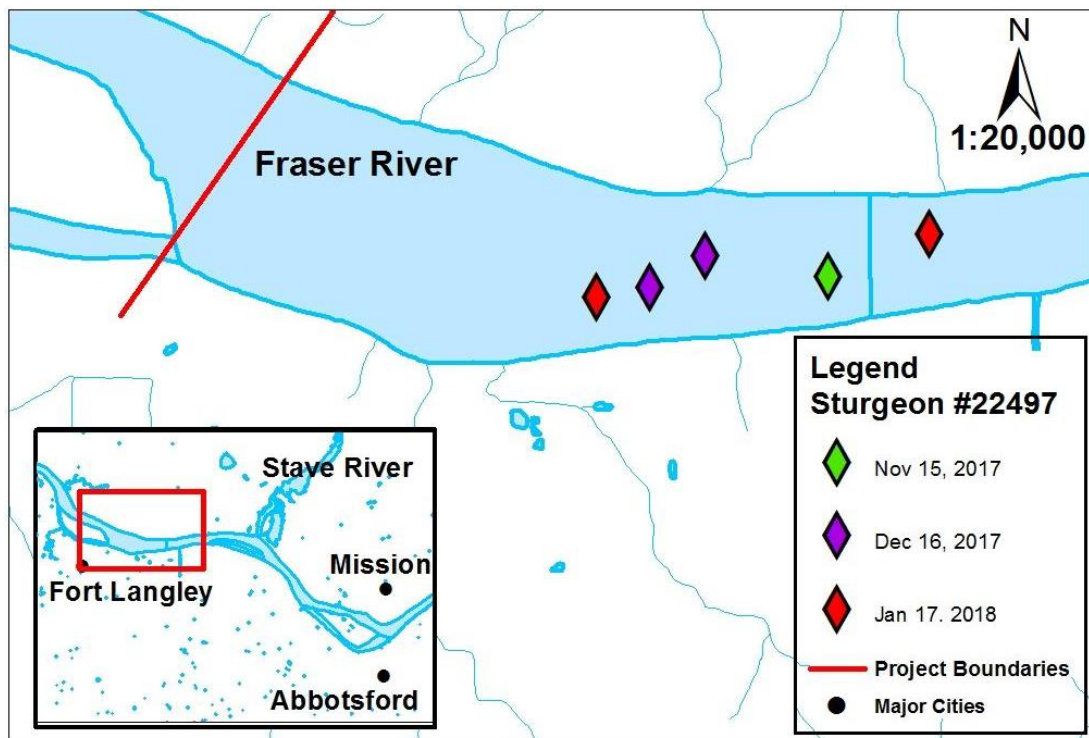 N
1:20,000
Fraser River
Legend
Sturgeon #22497
Nov 15, 2017
Dec 16, 2017
Jan 17. 2018
Project Boundaries
Major Cities
Stave River
Mission
Fort Langley
Abbotsford